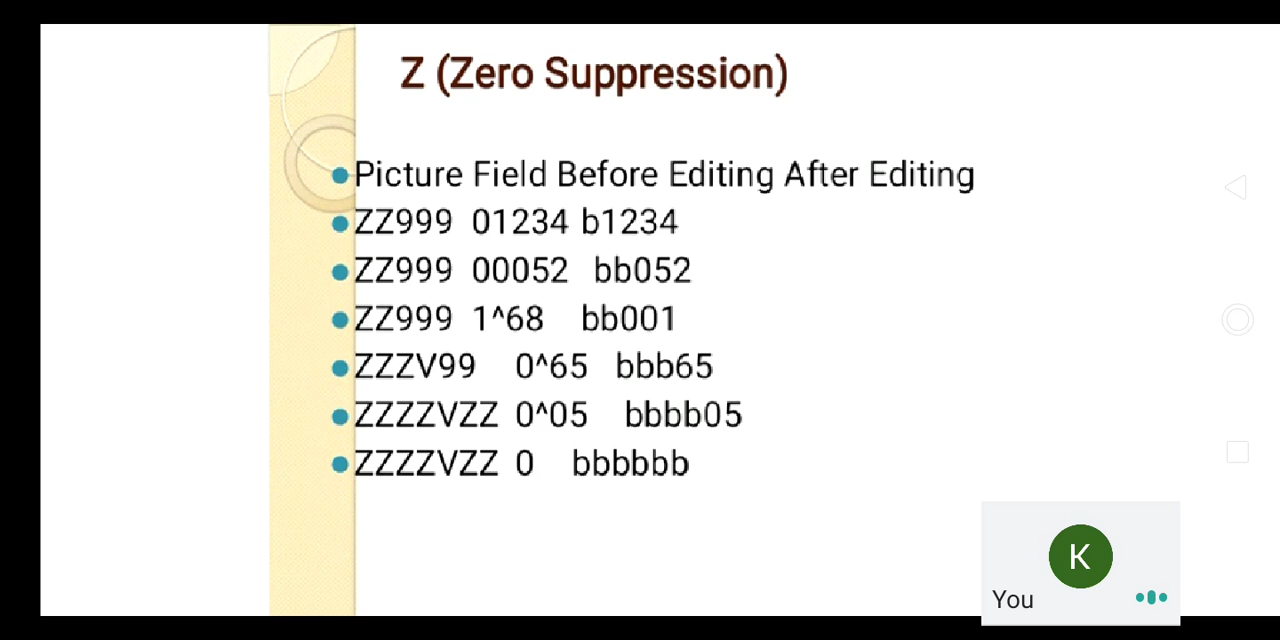 Z (Zero Suppression)
Picture Field Before Editing After Editing
ZZ999 01234 b1234
ZZ999 00052 bb052
ZZ999 1^68 bb001
ZZZV99 0^65 bbb65
ZZZZVZZ 0^05 bbbb05
ZZZZVZZ 0 bbbbbb
K
You